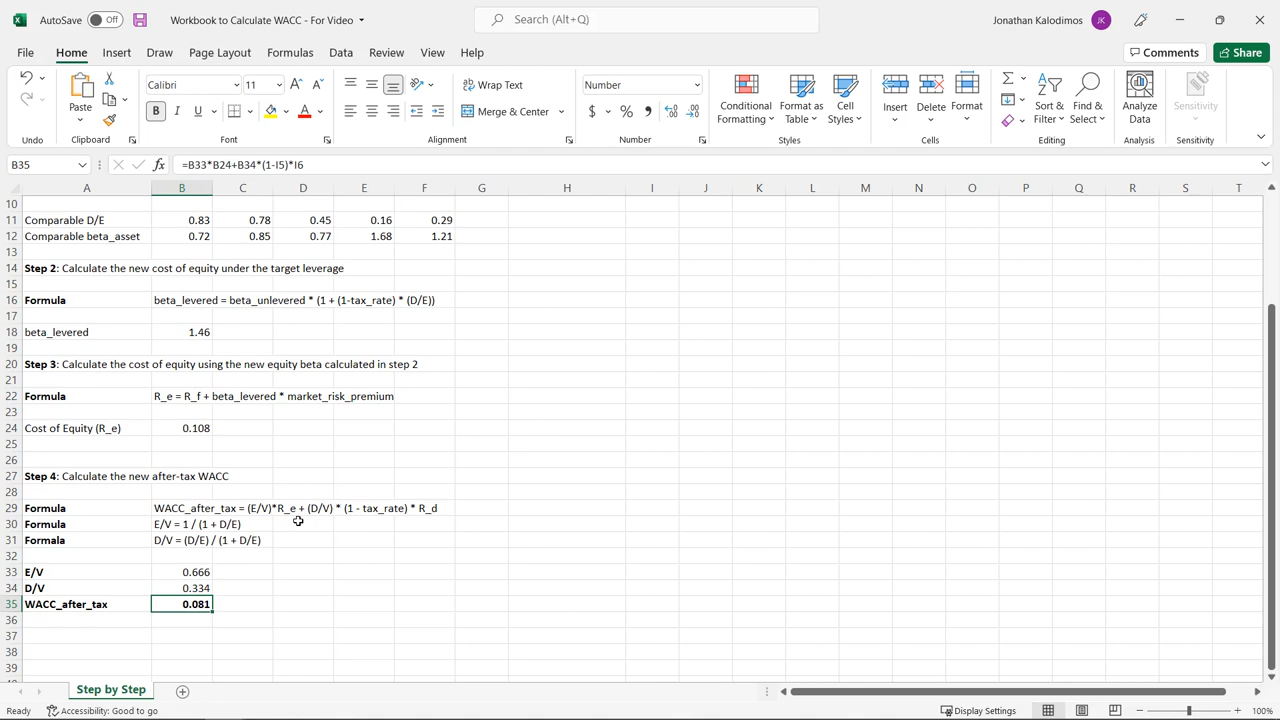 AutoSave Off Workbook to Calculate WACC - For Video Search (Alt+Q) Jonathan Kalodimos JK
File Home Insert Draw Page Layout Formulas Data Review View Help Comments Share
Paste Calibri 11 Wrap Text Number Conditional Formatting Format as Table Cell Styles Insert Delete Format Sort & Filter Find & Select Analyze Data Sensitivity
B I U Merge & Center $ %
Undo Clipboard Font Alignment Number Styles Cells Editing Analysis Sensitivity
B35 fx =B33*B24+B34*(1-I5)*I6
A B C D E F G H I J K L M N O P Q R S T
10
11 Comparable D/E 0.83 0.78 0.45 0.16 0.29
12 Comparable beta_asset 0.72 0.85 0.77 1.68 1.21
13
14 Step 2: Calculate the new cost of equity under the target leverage
15
16 Formula beta_levered = beta_unlevered * (1 + (1-tax_rate) * (D/E))
17
18 beta_levered 1.46
19
20 Step 3: Calculate the cost of equity using the new equity beta calculated in step 2
21
22 Formula R_e = R_f + beta_levered * market_risk_premium
23
24 Cost of Equity (R_e) 0.108
25
26
27 Step 4: Calculate the new after-tax WACC
28
29 Formula WACC_after_tax = (E/V)*R_e + (D/V) * (1 - tax_rate) * R_d
30 Formula E/V = 1 / (1 + D/E)
31 Formala D/V = (D/E) / (1 + D/E)
32
33 E/V 0.666
34 D/V 0.334
35 WACC_after_tax 0.081
36
37
38
39
Step by Step
Ready Accessibility: Good to go Display Settings 100%